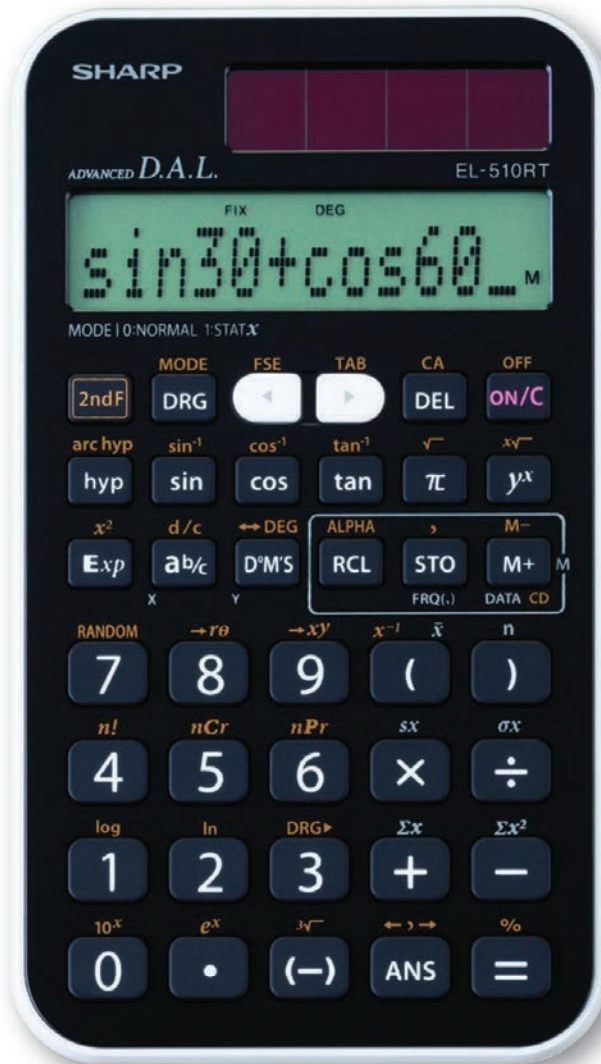 SHARP
ADVANCED D.A.L. EL-510RT
FIX DEG
sin30+cos60_ M
MODE | 0:NORMAL 1:STAT x
MODE FSE TAB CA OFF
2ndF DRG ◀ ▶ DEL ON/C
arc hyp sin⁻¹ cos⁻¹ tan⁻¹ √ x√
hyp sin cos tan π yˣ
x² d/c ↔DEG ALPHA , M−
Exp ab/c D°M'S RCL STO M+ M
X Y FRQ(,) DATA CD
RANDOM →rθ →xy x⁻¹ x̄ n
7 8 9 ( )
n! nCr nPr sx σx
4 5 6 × ÷
log ln DRG▶ Σx Σx²
1 2 3 + −
10ˣ eˣ ³√ ←,→ %
0 • (−) ANS =